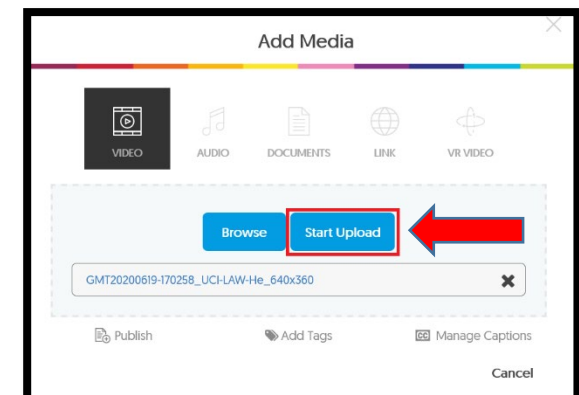 Add Media
VIDEO AUDIO DOCUMENTS LINK VR VIDEO
Browse Start Upload
GMT20200619-170258_UCI-LAW-He_640x360
Publish Add Tags CC Manage Captions
Cancel